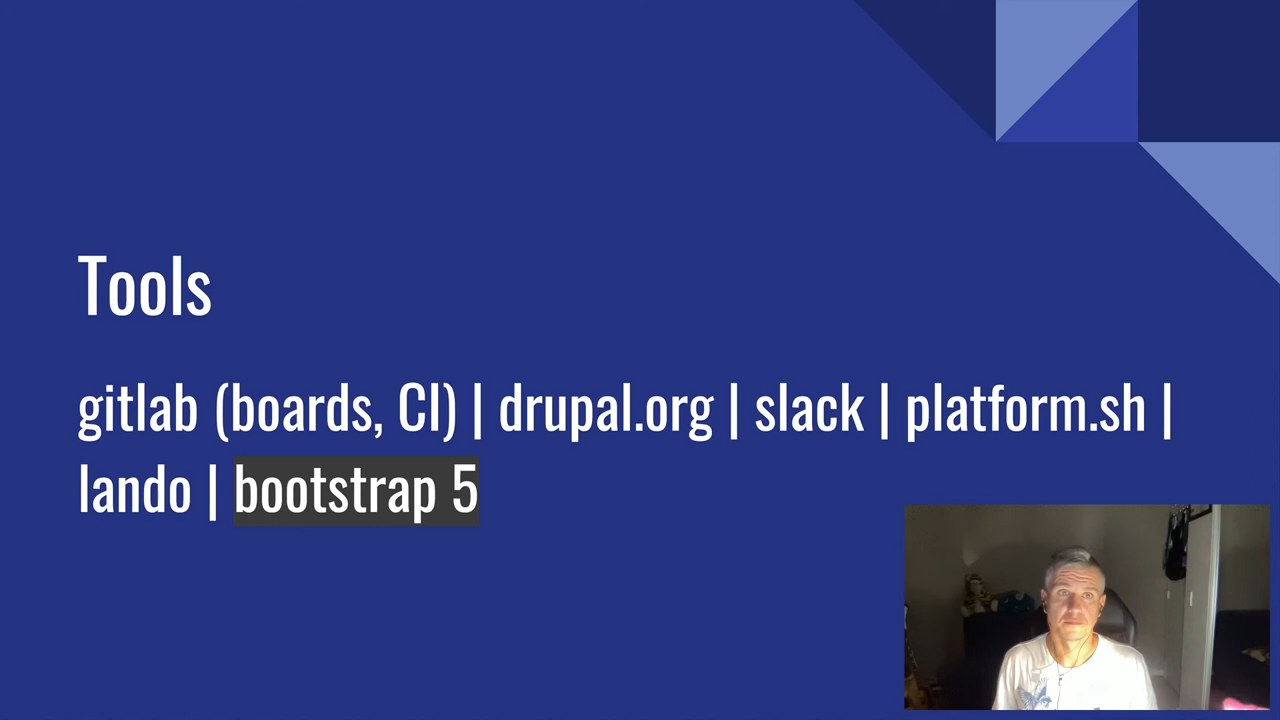 Tools
gitlab (boards, CI) | drupal.org | slack | platform.sh |
lando | bootstrap 5